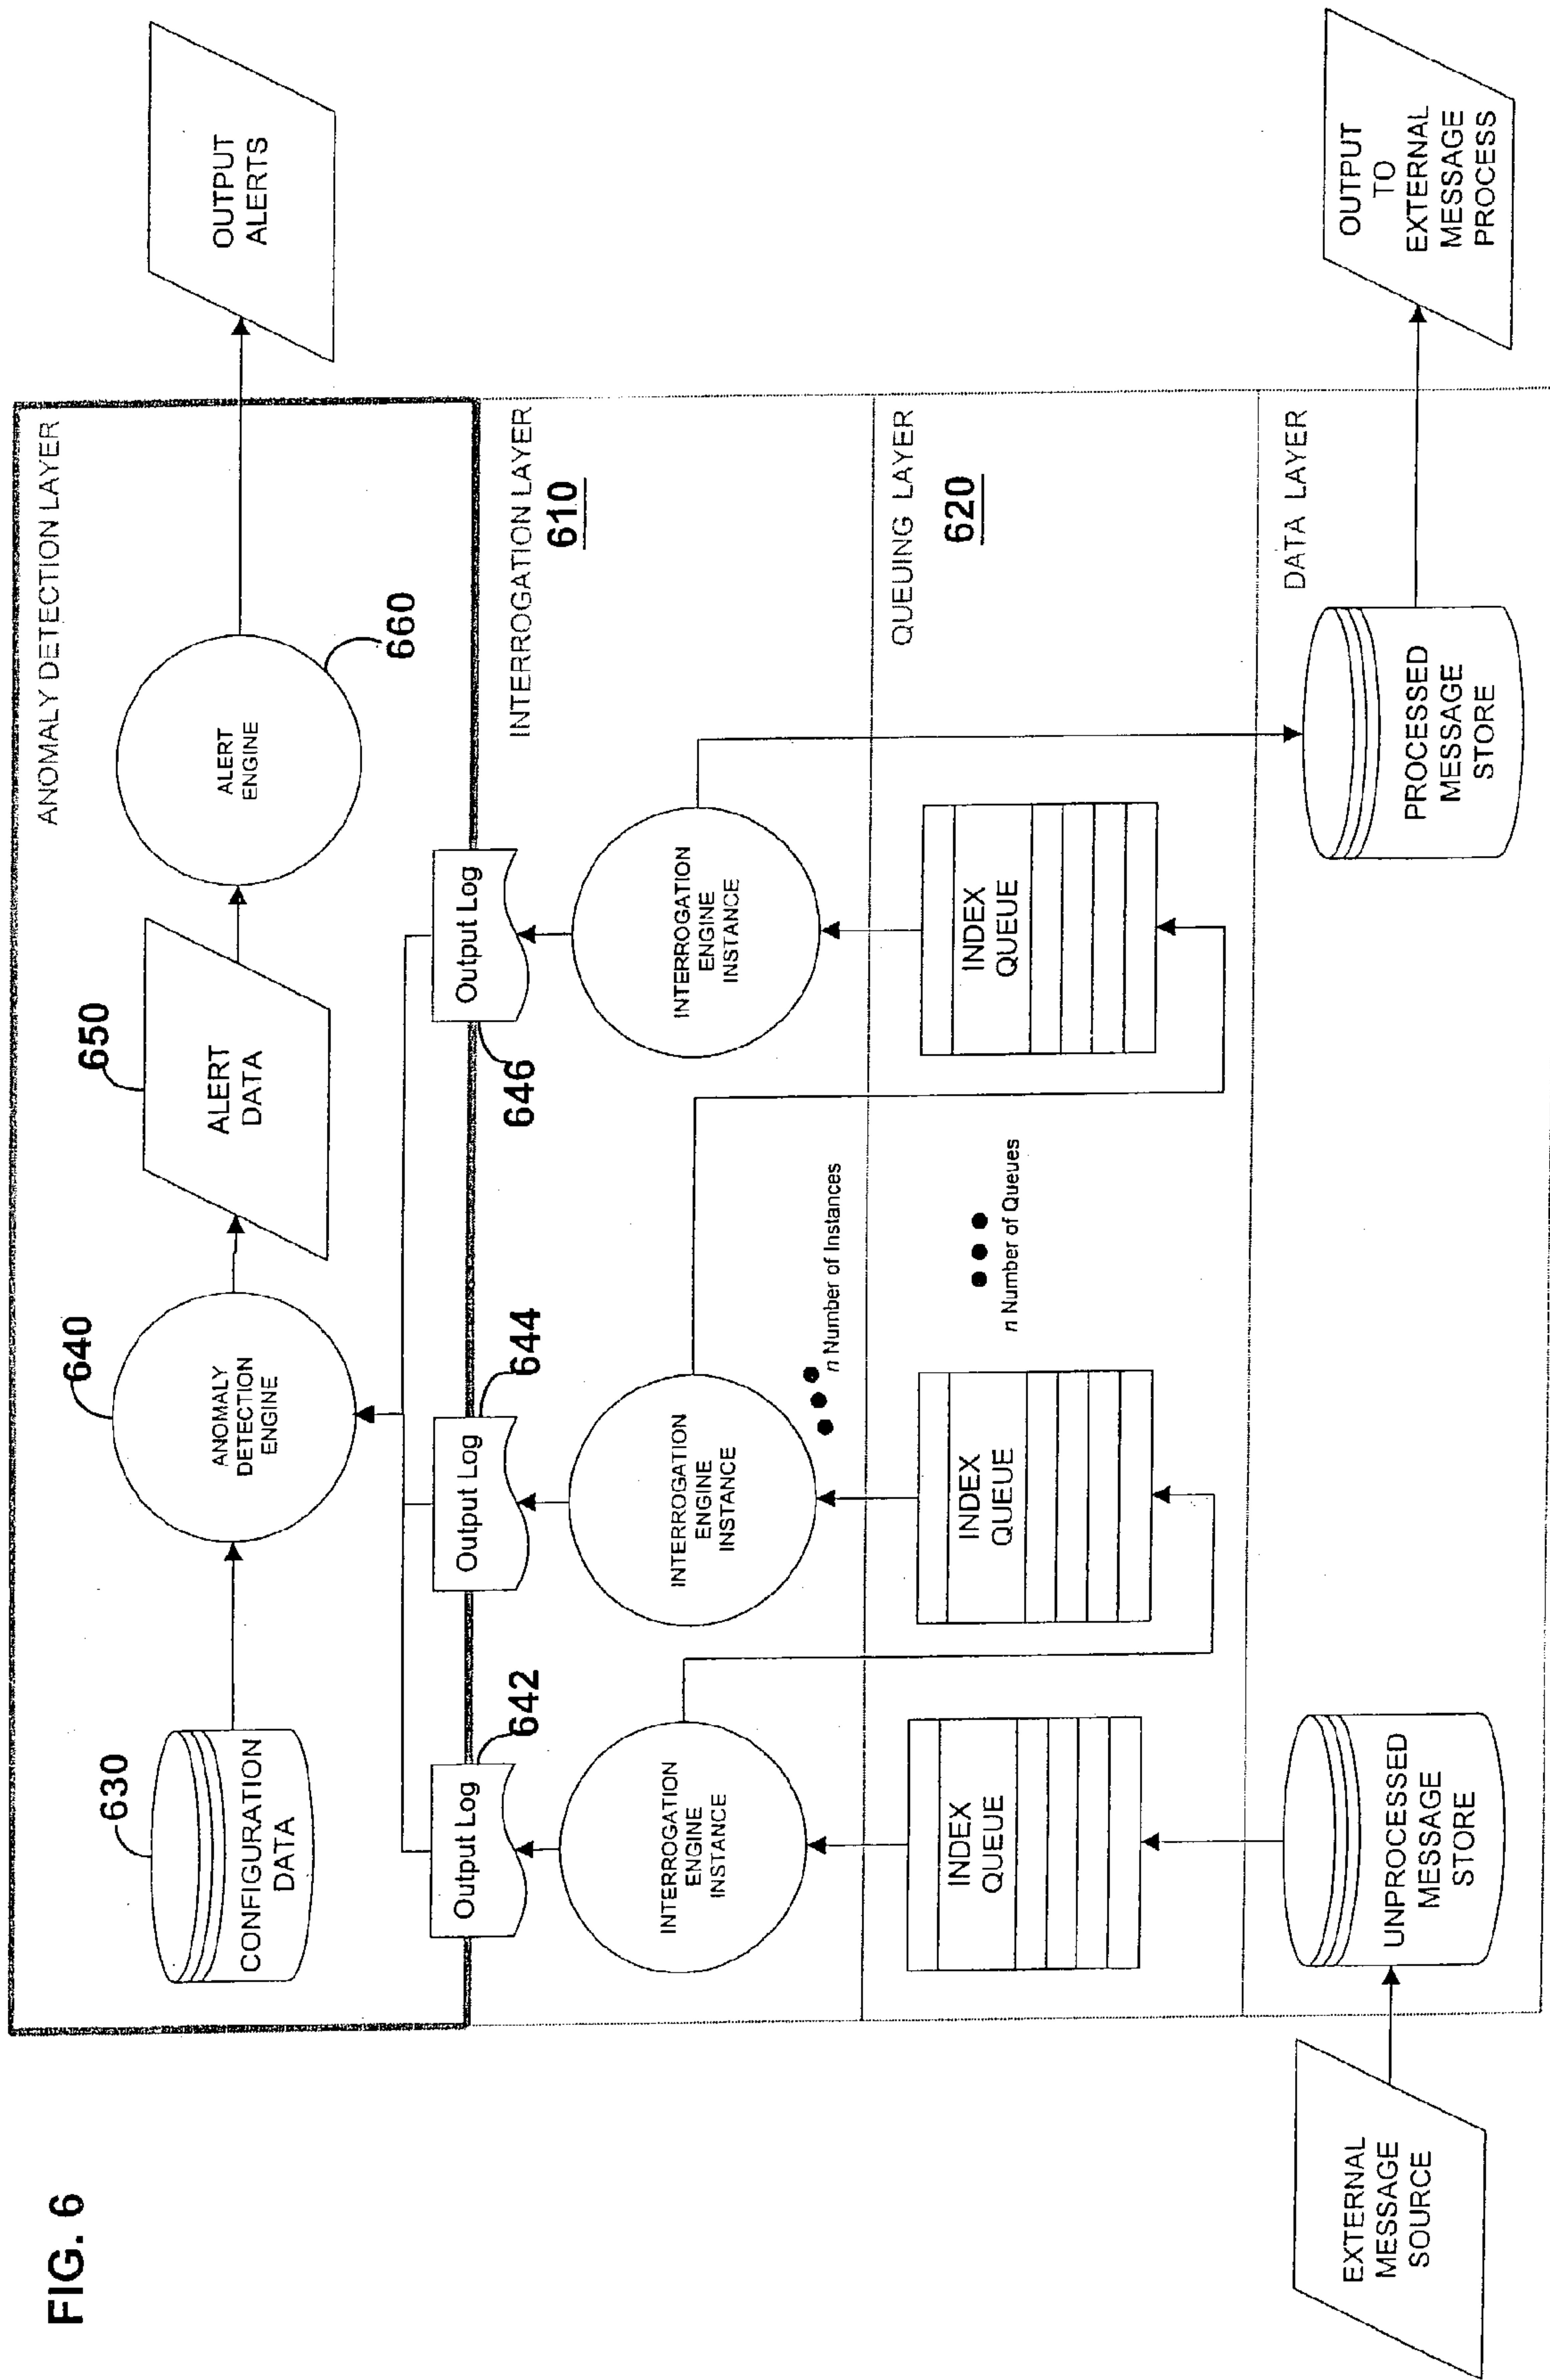 FIG. 6
ANOMALY DETECTION LAYER
630
CONFIGURATION
DATA
640
ANOMALY
DETECTION
ENGINE
650
ALERT
DATA
ALERT
ENGINE
660
OUTPUT
ALERTS
Output Log
642
Output Log
644
Output Log
646
INTERROGATION LAYER
610
INTERROGATION
ENGINE
INSTANCE
INTERROGATION
ENGINE
INSTANCE
n Number of Instances
INTERROGATION
ENGINE
INSTANCE
QUEUING LAYER
620
INDEX
QUEUE
INDEX
QUEUE
n Number of Queues
INDEX
QUEUE
DATA LAYER
EXTERNAL
MESSAGE
SOURCE
UNPROCESSED
MESSAGE
STORE
PROCESSED
MESSAGE
STORE
OUTPUT
TO
EXTERNAL
MESSAGE
PROCESS